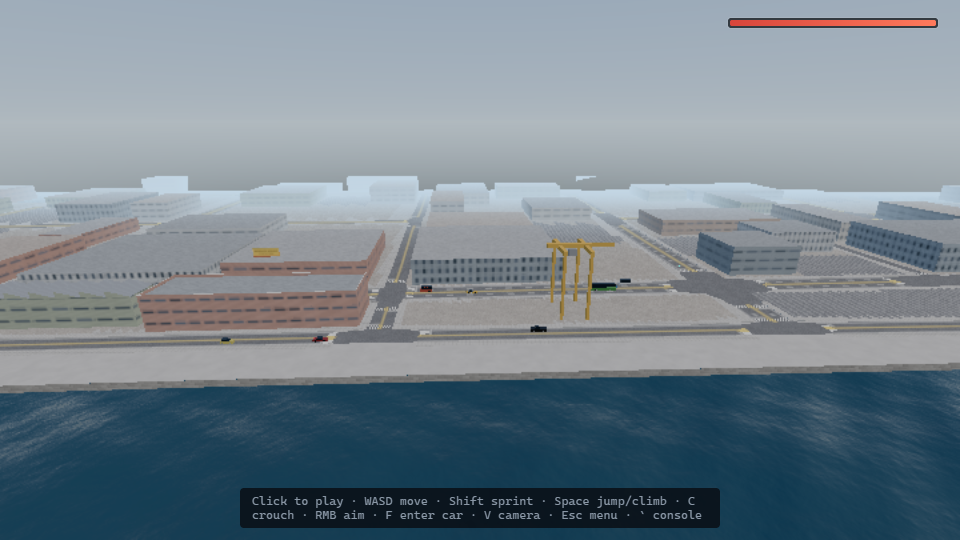 Click to play · WASD move · Shift sprint · Space jump/climb · C
crouch · RMB aim · F enter car · V camera · Esc menu · ` console